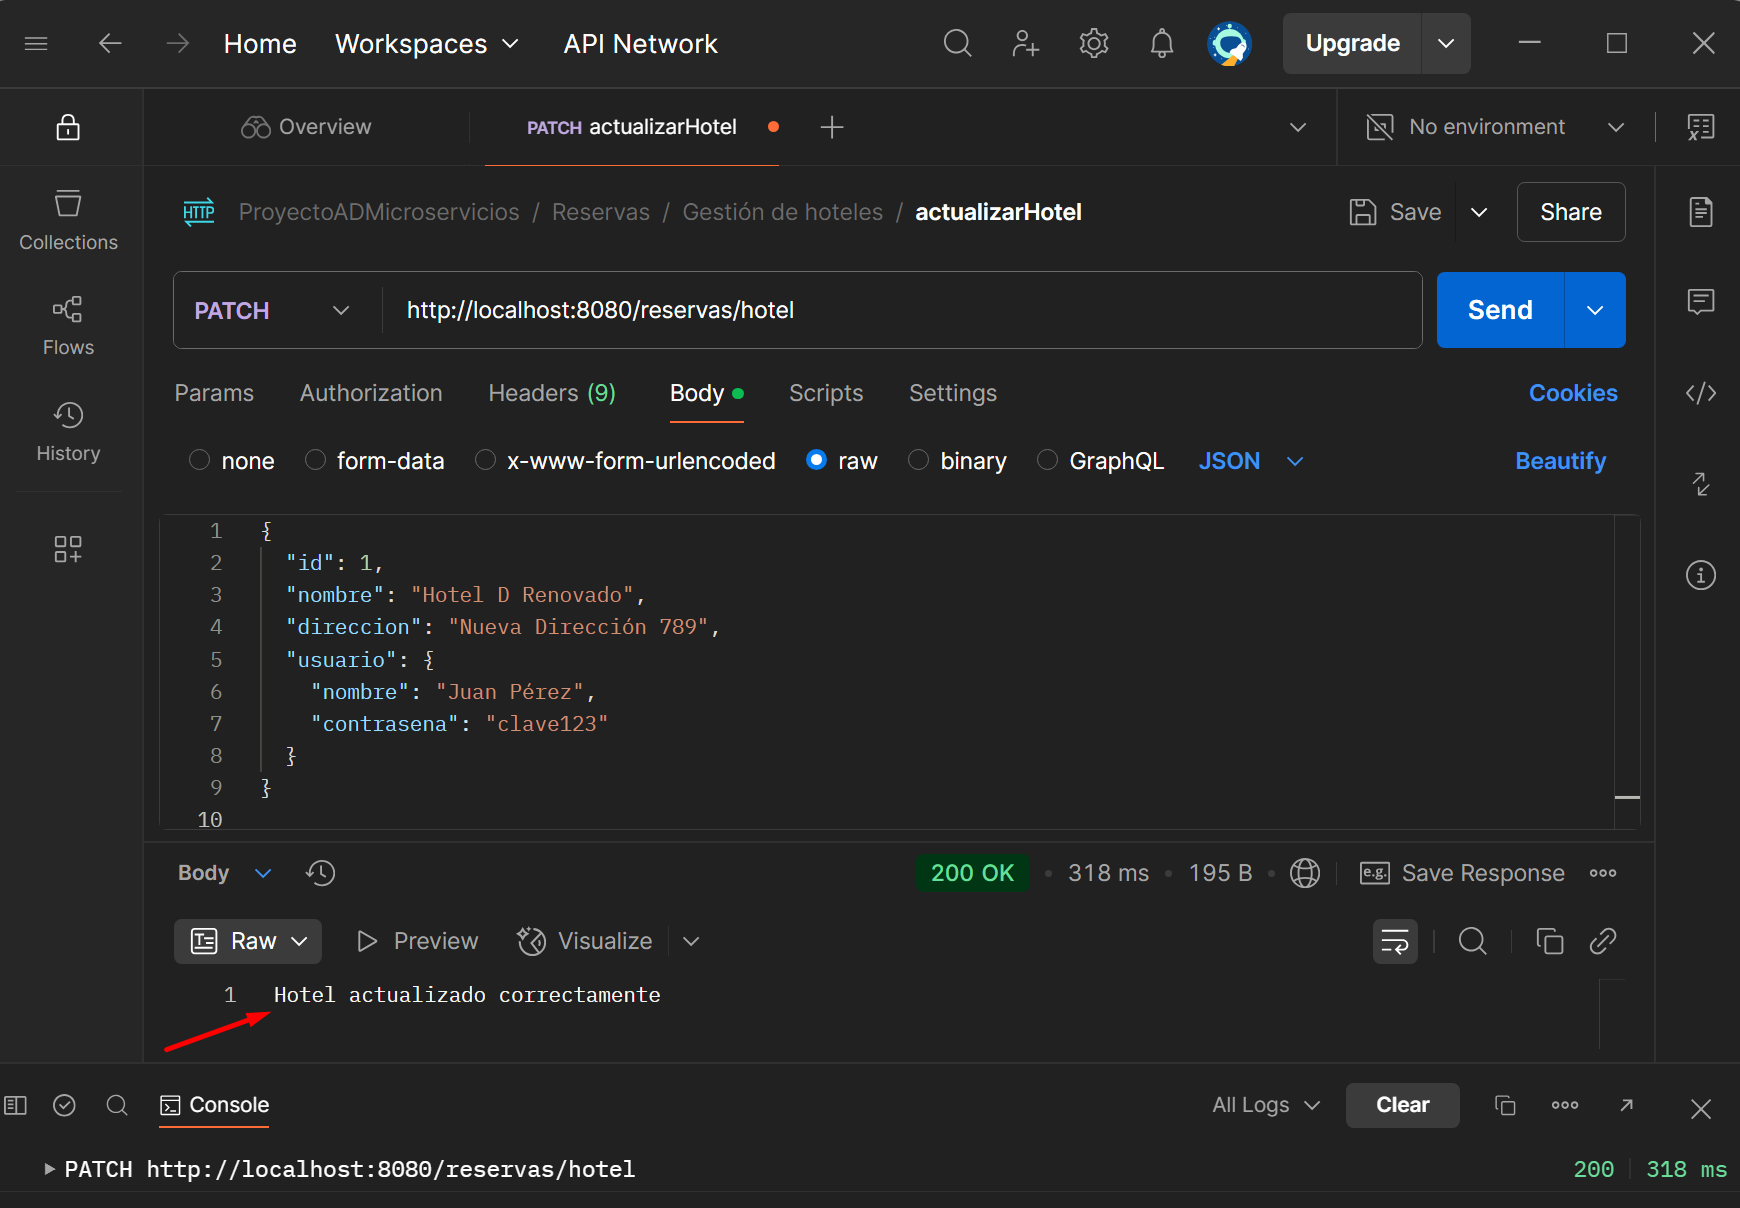 Home Workspaces API Network Upgrade
Overview PATCH actualizarHotel No environment
Collections
Flows
History
HTTP ProyectoADMicroservicios / Reservas / Gestión de hoteles / actualizarHotel Save Share
PATCH http://localhost:8080/reservas/hotel Send
Params Authorization Headers (9) Body Scripts Settings Cookies
none form-data x-www-form-urlencoded raw binary GraphQL JSON Beautify
1 {
2 "id": 1,
3 "nombre": "Hotel D Renovado",
4 "direccion": "Nueva Dirección 789",
5 "usuario": {
6 "nombre": "Juan Pérez",
7 "contrasena": "clave123"
8 }
9 }
10
Body 200 OK • 318 ms • 195 B • e.g. Save Response
Raw Preview Visualize
1 Hotel actualizado correctamente
Console All Logs Clear
PATCH http://localhost:8080/reservas/hotel 200 318 ms